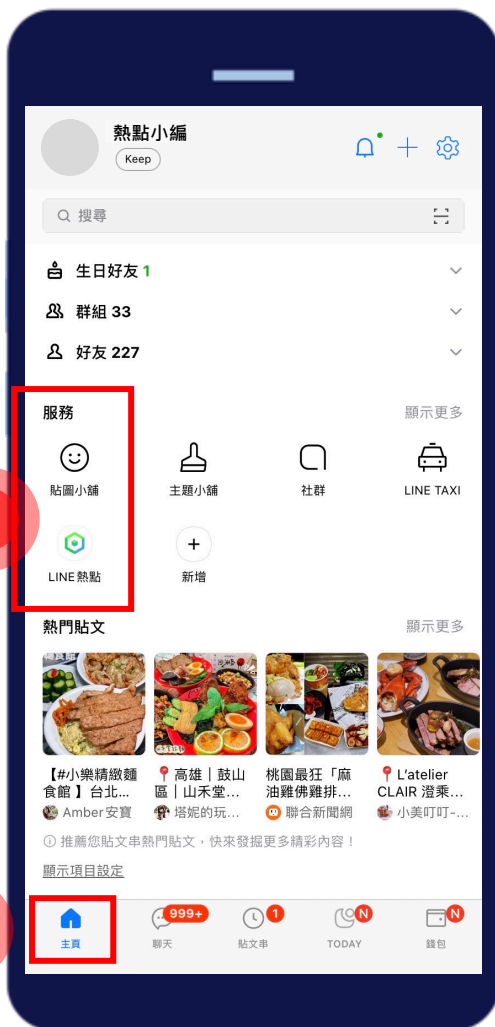 熱點小編
Keep
搜尋
生日好友 1
群組 33
好友 227
服務
顯示更多
貼圖小舖
主題小舖
社群
LINE TAXI
LINE熱點
新增
熱門貼文
顯示更多
【#小樂精緻麵
食館 】台北...
Amber安寶
📍高雄｜鼓山
區｜山禾堂...
塔妮的玩...
桃園最狂「麻
油雞佛雞排...
聯合新聞網
📍L'atelier
CLAIR 澄乘...
小美叮叮-...
推薦您貼文串熱門貼文，快來發掘更多精彩內容！
顯示項目設定
主頁
999+
聊天
1
貼文串
N
TODAY
N
錢包